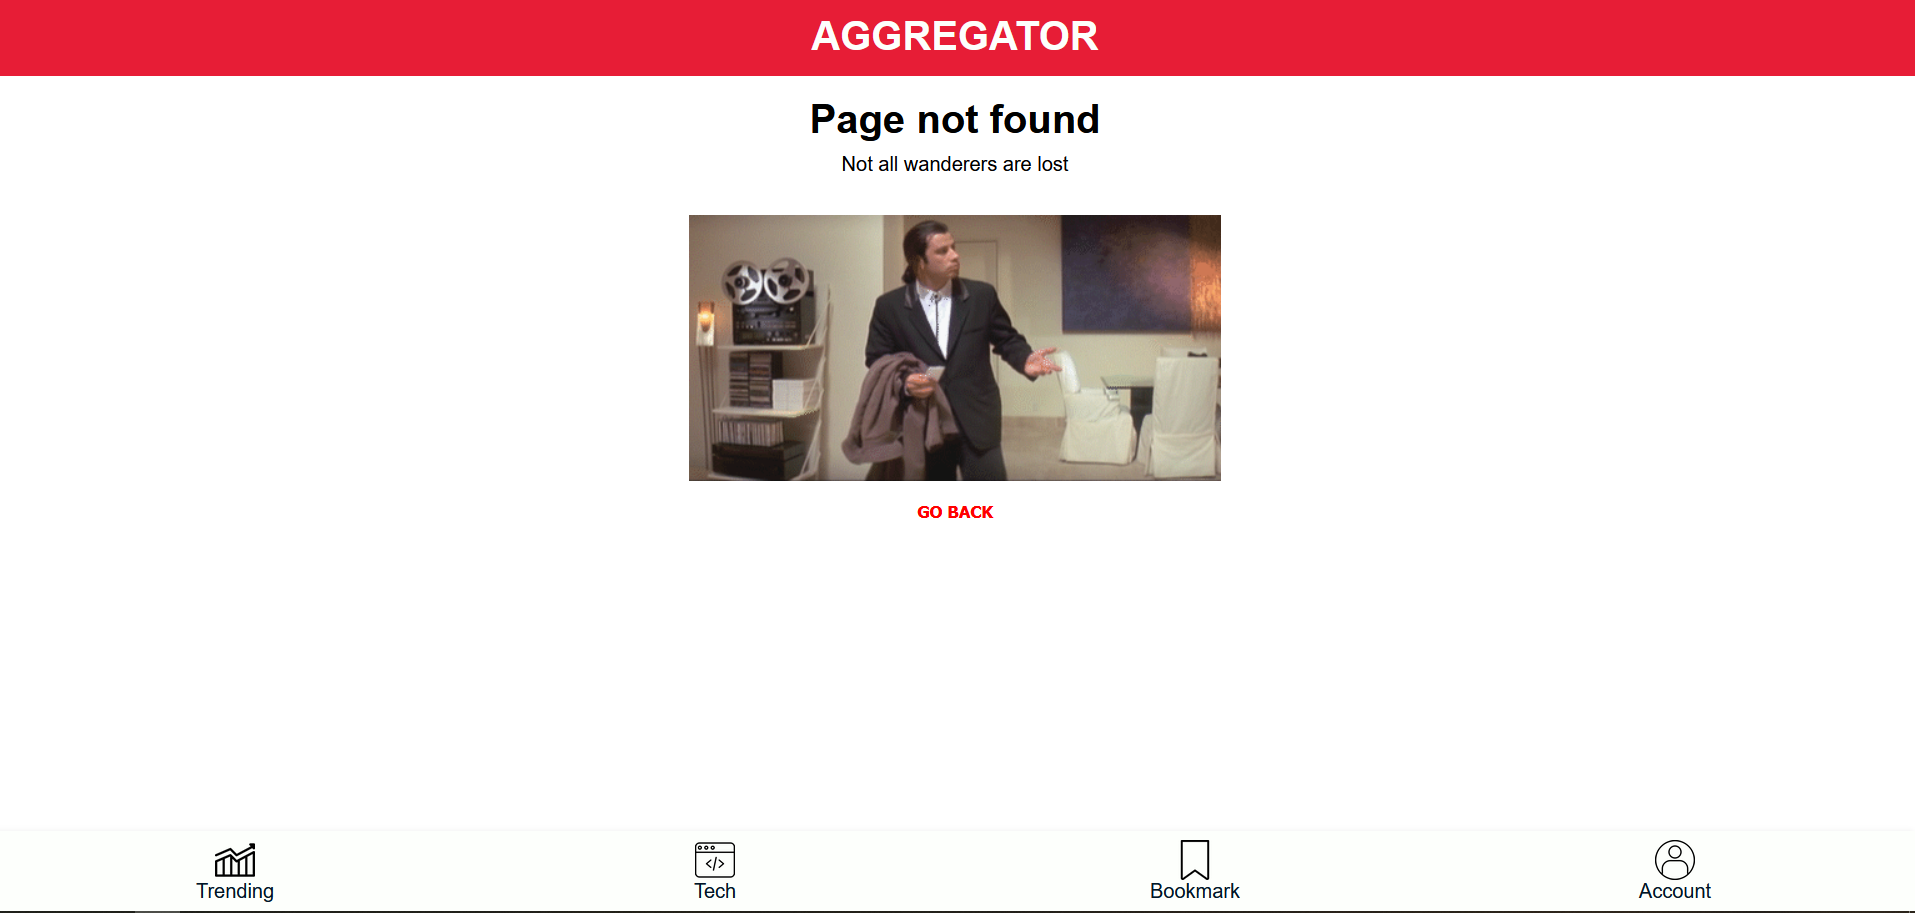 AGGREGATOR
Page not found
Not all wanderers are lost
GO BACK
</>
Trending
Tech
Bookmark
Account